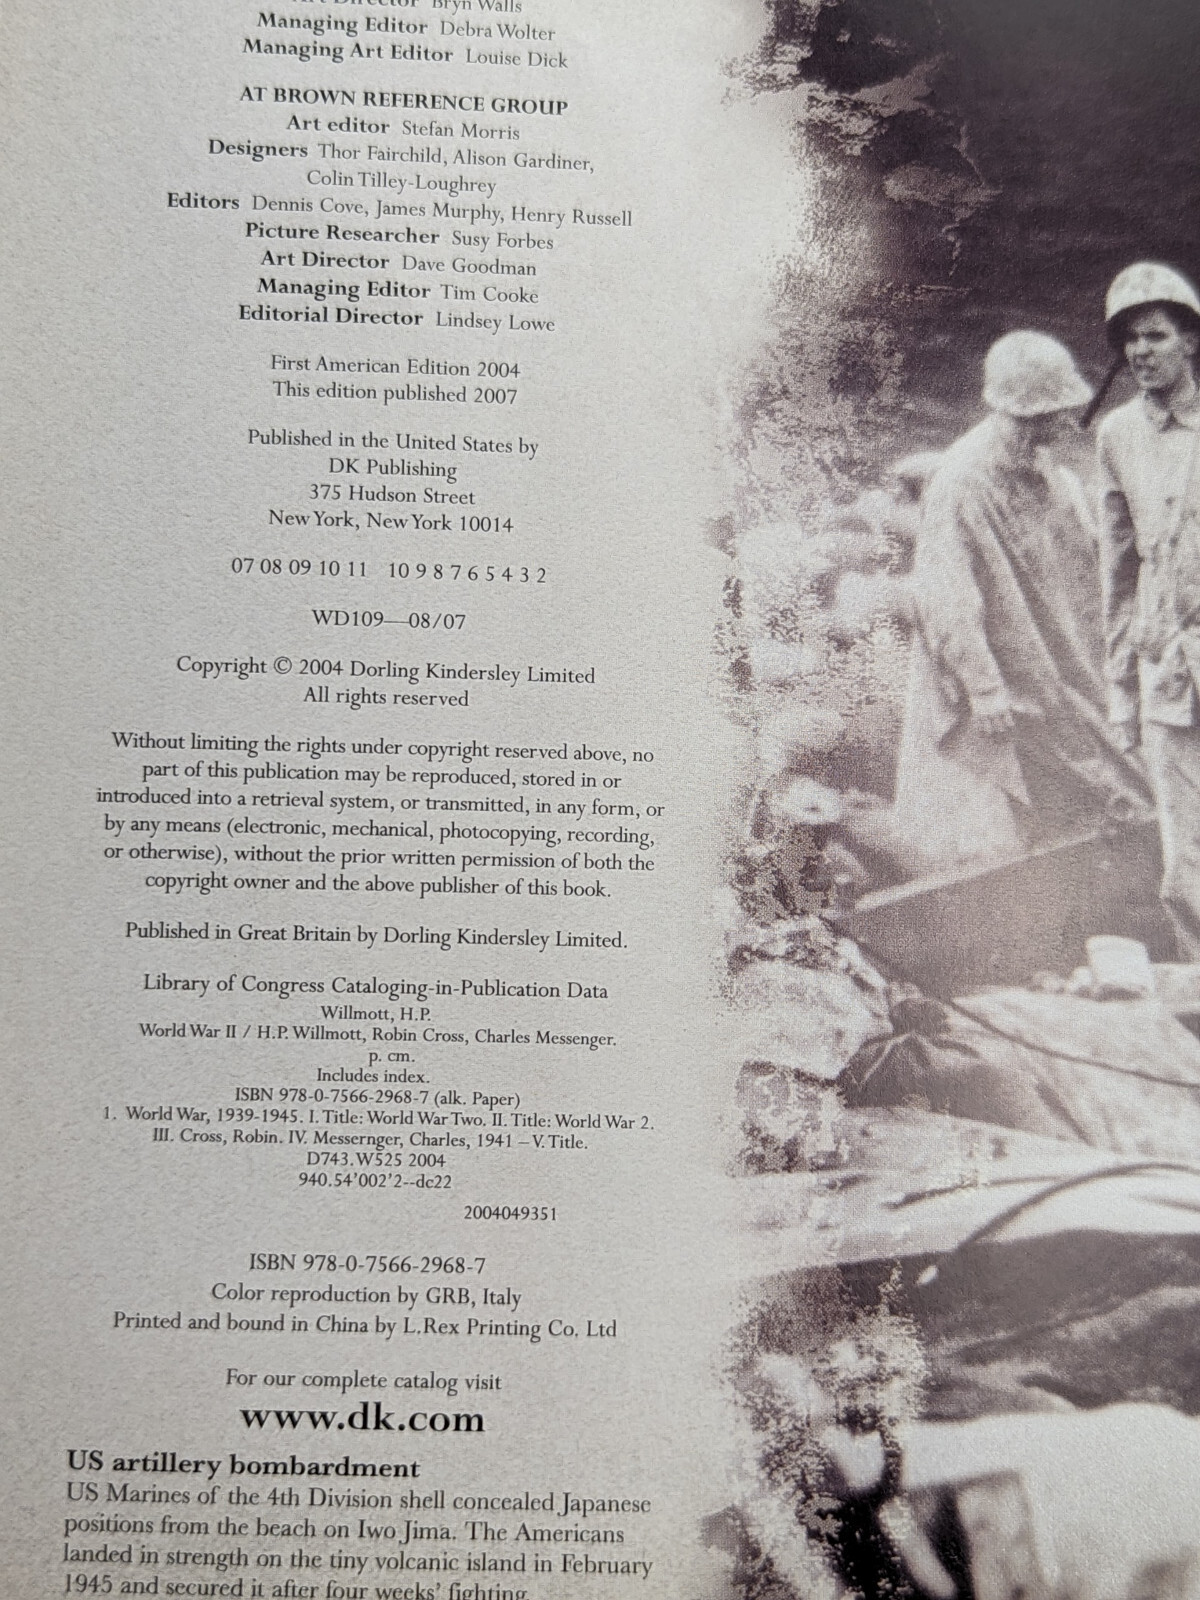 Art Director Bryn Walls
Managing Editor Debra Wolter
Managing Art Editor Louise Dick
AT BROWN REFERENCE GROUP
Art editor Stefan Morris
Designers Thor Fairchild, Alison Gardiner,
Colin Tilley-Loughrey
Editors Dennis Cove, James Murphy, Henry Russell
Picture Researcher Susy Forbes
Art Director Dave Goodman
Managing Editor Tim Cooke
Editorial Director Lindsey Lowe
First American Edition 2004
This edition published 2007
Published in the United States by
DK Publishing
375 Hudson Street
New York, New York 10014
07 08 09 10 11 10 9 8 7 6 5 4 3 2
WD109—08/07
Copyright © 2004 Dorling Kindersley Limited
All rights reserved
Without limiting the rights under copyright reserved above, no
part of this publication may be reproduced, stored in or
introduced into a retrieval system, or transmitted, in any form, or
by any means (electronic, mechanical, photocopying, recording,
or otherwise), without the prior written permission of both the
copyright owner and the above publisher of this book.
Published in Great Britain by Dorling Kindersley Limited.
Library of Congress Cataloging-in-Publication Data
Willmott, H.P.
World War II / H.P. Willmott, Robin Cross, Charles Messenger.
p. cm.
Includes index.
ISBN 978-0-7566-2968-7 (alk. Paper)
1. World War, 1939-1945. I. Title: World War Two. II. Title: World War 2.
III. Cross, Robin. IV. Messernger, Charles, 1941 – V. Title.
D743.W525 2004
940.54'002'2--dc22
2004049351
ISBN 978-0-7566-2968-7
Color reproduction by GRB, Italy
Printed and bound in China by L.Rex Printing Co. Ltd
For our complete catalog visit
www.dk.com
US artillery bombardment
US Marines of the 4th Division shell concealed Japanese
positions from the beach on Iwo Jima. The Americans
landed in strength on the tiny volcanic island in February
1945 and secured it after four weeks' fighting.